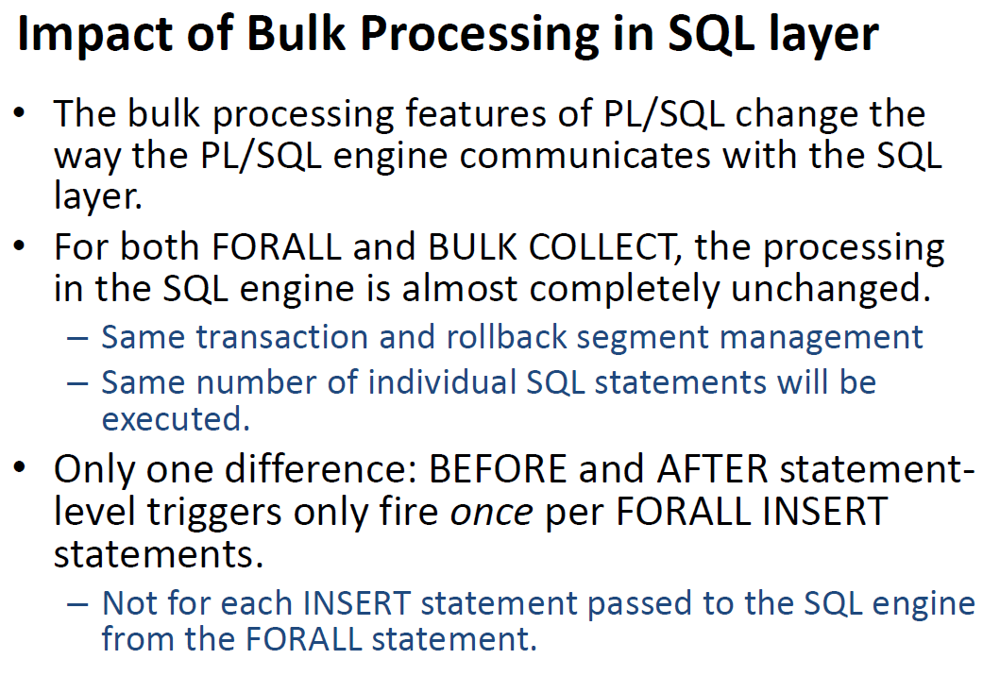 Impact of Bulk Processing in SQL layer
• The bulk processing features of PL/SQL change the
way the PL/SQL engine communicates with the SQL
layer.
• For both FORALL and BULK COLLECT, the processing
in the SQL engine is almost completely unchanged.
– Same transaction and rollback segment management
– Same number of individual SQL statements will be
executed.
• Only one difference: BEFORE and AFTER statement-
level triggers only fire once per FORALL INSERT
statements.
– Not for each INSERT statement passed to the SQL engine
from the FORALL statement.